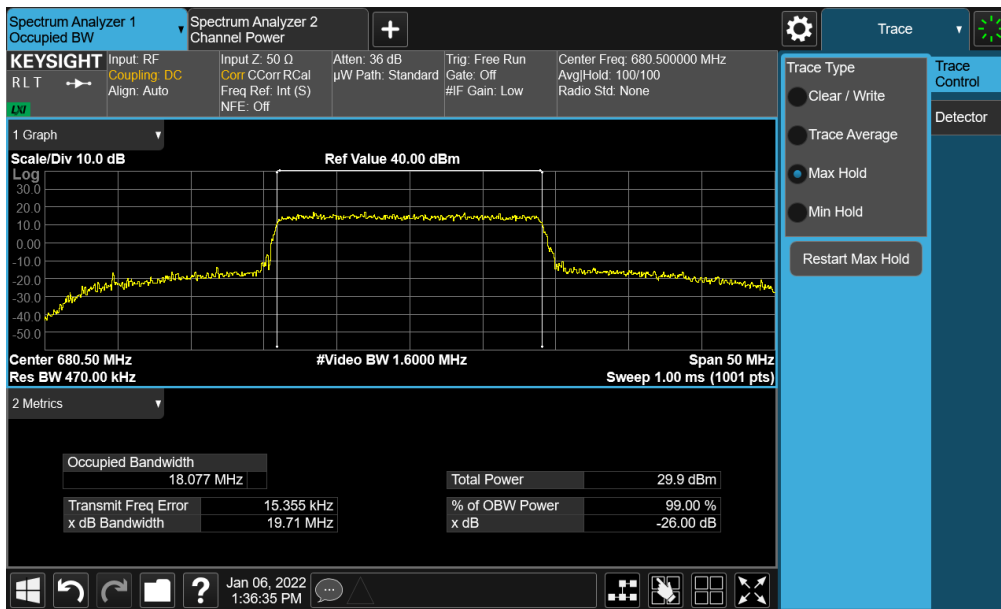 Spectrum Analyzer 1
Occupied BW
Spectrum Analyzer 2
Channel Power
Trace
KEYSIGHT
R L T
LXI
Input: RF
Coupling: DC
Align: Auto
Input Z: 50 Ω
Corr CCorr RCal
Freq Ref: Int (S)
NFE: Off
Atten: 36 dB
µW Path: Standard
Trig: Free Run
Gate: Off
#IF Gain: Low
Center Freq: 680.500000 MHz
Avg|Hold: 100/100
Radio Std: None
Trace Type
Clear / Write
Trace Average
Max Hold
Min Hold
Restart Max Hold
Trace
Control
Detector
1 Graph
Scale/Div 10.0 dB
Ref Value 40.00 dBm
Log
30.0
20.0
10.0
0.00
-10.0
-20.0
-30.0
-40.0
-50.0
Center 680.50 MHz
#Video BW 1.6000 MHz
Span 50 MHz
Res BW 470.00 kHz
Sweep 1.00 ms (1001 pts)
2 Metrics
Occupied Bandwidth
18.077 MHz
Total Power 29.9 dBm
Transmit Freq Error 15.355 kHz
% of OBW Power 99.00 %
x dB Bandwidth 19.71 MHz
x dB -26.00 dB
?
Jan 06, 2022
1:36:35 PM